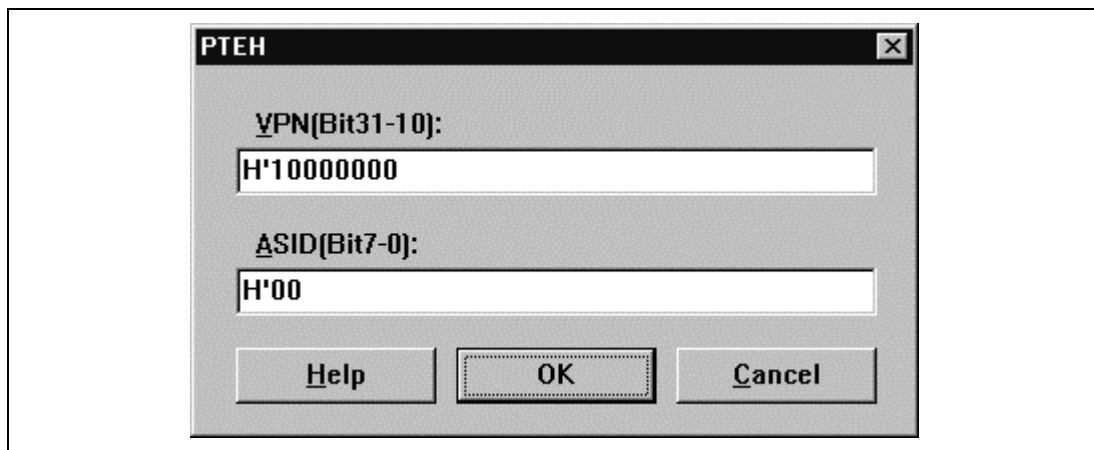 PTEH
VPN(Bit31-10):
H'10000000
ASID(Bit7-0):
H'00
Help OK Cancel